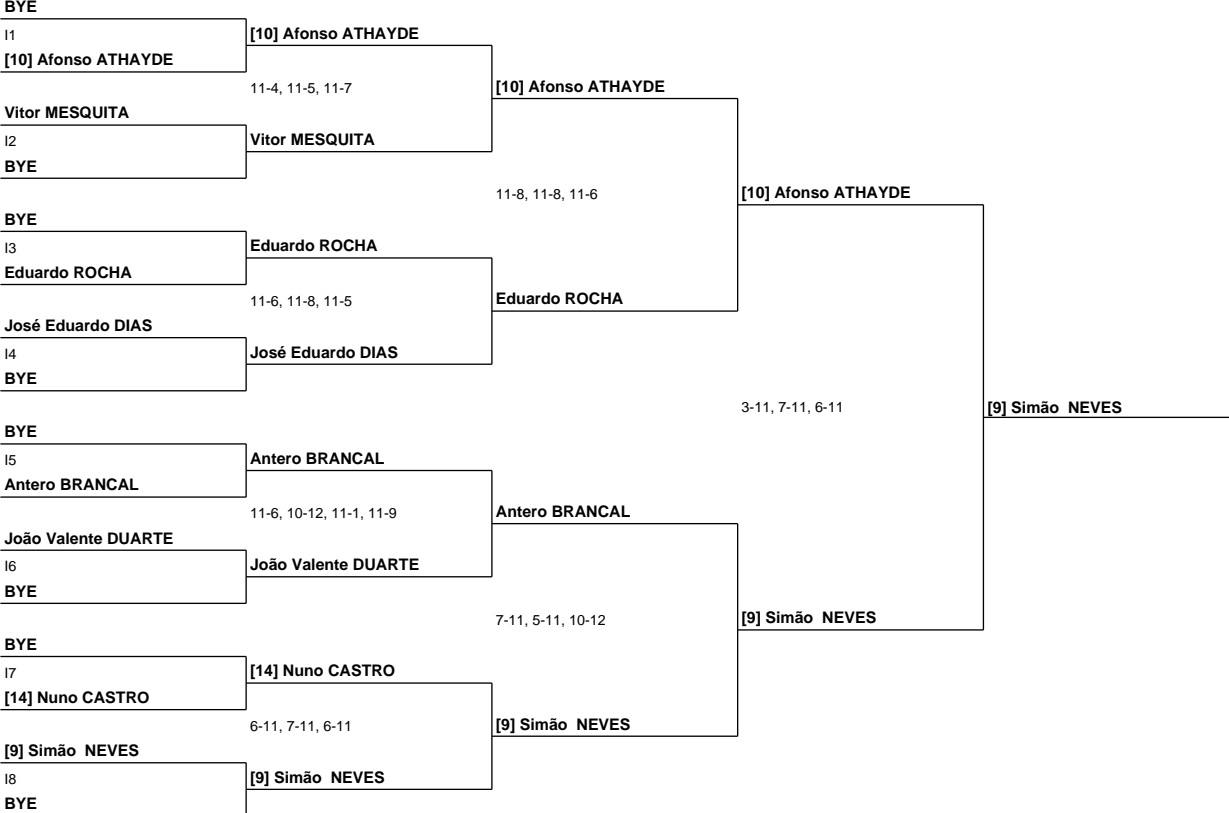 BYE
I1
[10] Afonso ATHAYDE
[10] Afonso ATHAYDE
11-4, 11-5, 11-7
[10] Afonso ATHAYDE
Vitor MESQUITA
I2
Vitor MESQUITA
BYE
11-8, 11-8, 11-6
[10] Afonso ATHAYDE
BYE
I3
Eduardo ROCHA
Eduardo ROCHA
11-6, 11-8, 11-5
Eduardo ROCHA
José Eduardo DIAS
I4
José Eduardo DIAS
BYE
3-11, 7-11, 6-11
[9] Simão  NEVES
BYE
I5
Antero BRANCAL
Antero BRANCAL
11-6, 10-12, 11-1, 11-9
Antero BRANCAL
João Valente DUARTE
I6
João Valente DUARTE
BYE
7-11, 5-11, 10-12
[9] Simão  NEVES
BYE
I7
[14] Nuno CASTRO
[14] Nuno CASTRO
6-11, 7-11, 6-11
[9] Simão  NEVES
[9] Simão  NEVES
I8
[9] Simão  NEVES
BYE